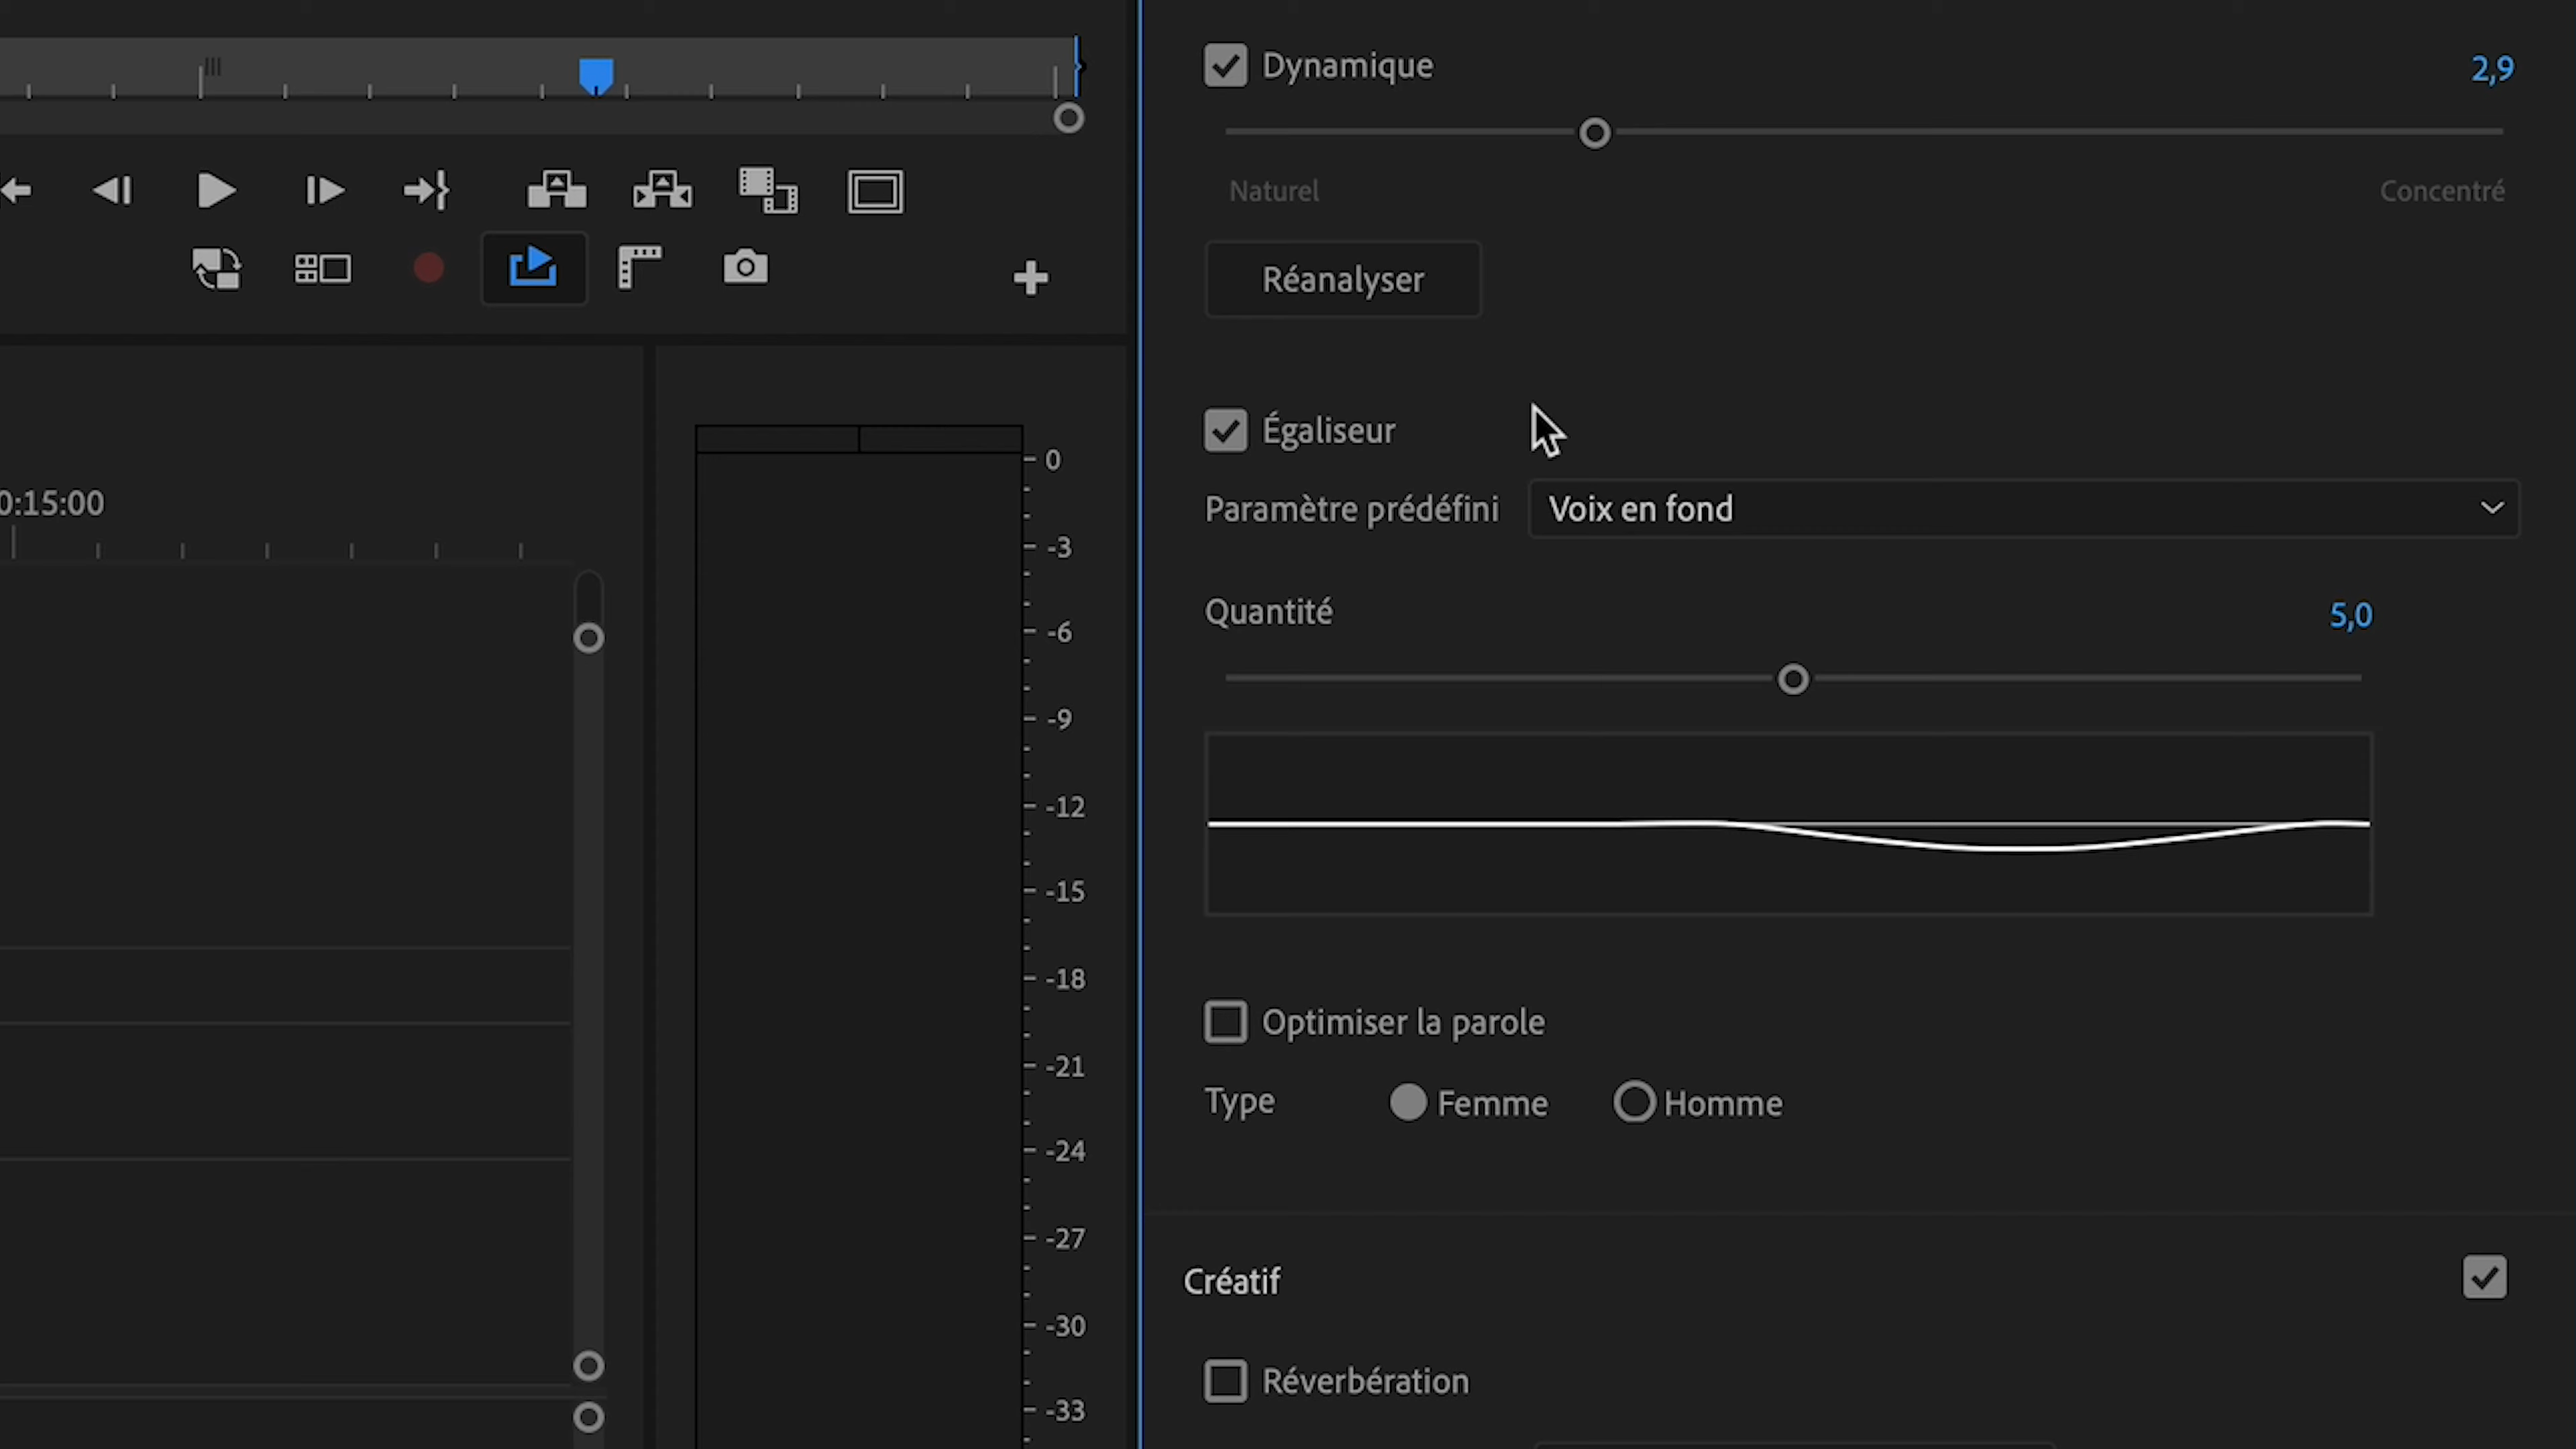 Dynamique 2,9
Naturel Concentré
Réanalyser
Égaliseur
Paramètre prédéfini Voix en fond
Quantité 5,0
Optimiser la parole
Type Femme Homme
Créatif
Réverbération
0:15:00
0
-3
-6
-9
-12
-15
-18
-21
-24
-27
-30
-33